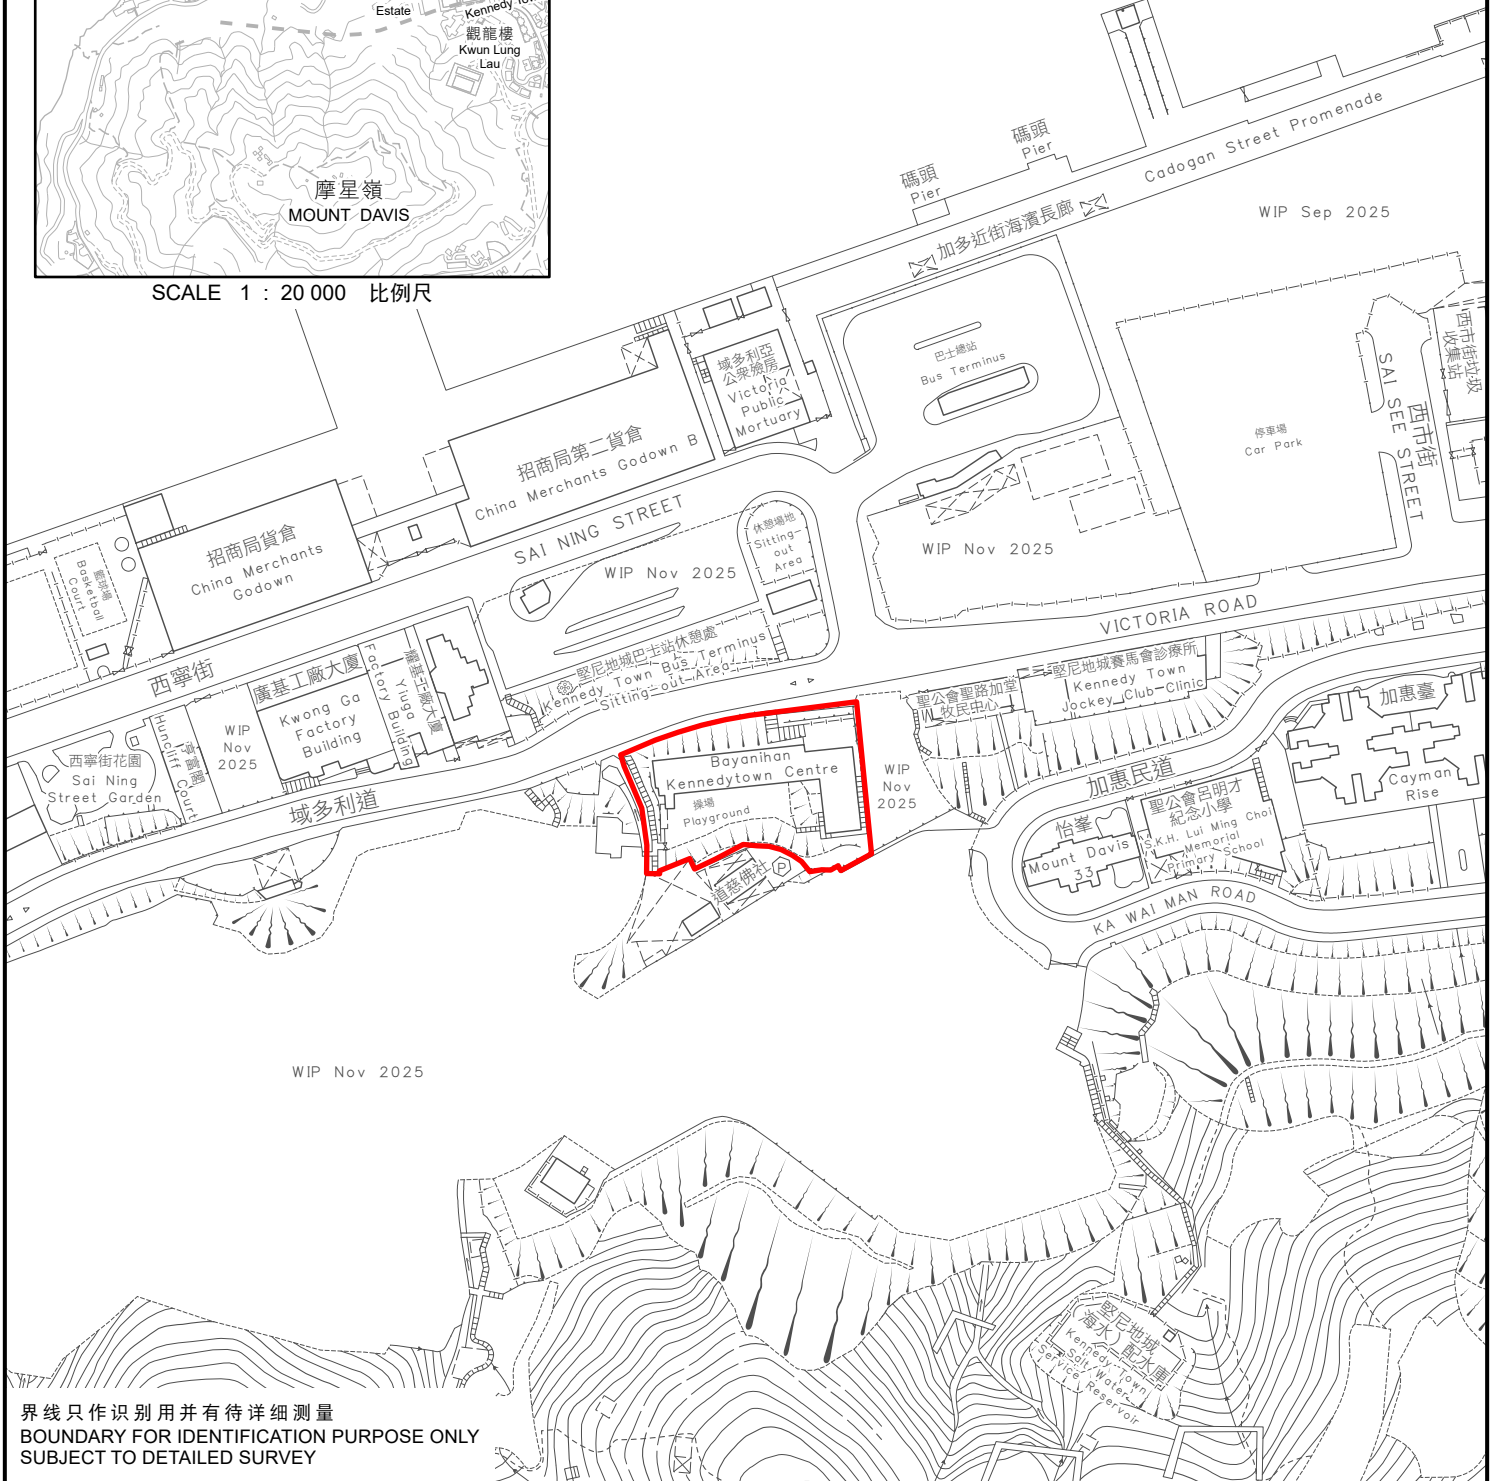 Estate
觀龍樓
Kwun Lung
Lau
摩星嶺
MOUNT DAVIS
SCALE 1 : 20 000 比例尺
碼頭
Pier
碼頭
Pier
Cadogan Street Promenade
加多近街海濱長廊
WIP Sep 2025
域多利亞
公眾殮房
Victoria
Public
Mortuary
巴士總站
Bus Terminus
停車場
Car Park
SAI SEE STREET
西市街
西市街垃圾
收集站
招商局第二貨倉
China Merchants Godown B
招商局貨倉
China Merchants
Godown
籃球場
Basketball
Court
SAI NING STREET
西寧街
WIP Nov 2025
休憩場地
Sitting-
out
Area
WIP Nov 2025
VICTORIA ROAD
堅尼地城巴士站休憩處
Kennedy Town Bus Terminus
Sitting-out Area
廣基工廠大廈
Kwong Ga
Factory
Building
耀基工廠大廈
Yiuga
Factory Building
西寧街花園
Sai Ning
Street Garden
Huncliff Court
WIP
Nov
2025
域多利道
Bayanihan
Kennedytown Centre
操場
Playground
道慈佛社
P
WIP
Nov
2025
聖公會聖路加堂
牧民中心
堅尼地城賽馬會診療所
Kennedy Town
Jockey Club Clinic
加惠民道
加惠臺
Cayman
Rise
怡峯
Mount Davis
33
聖公會呂明才
紀念小學
S.K.H. Lui Ming Choi
Memorial
Primary School
KA WAI MAN ROAD
WIP Nov 2025
堅尼地城
海水配水庫
Kennedy Town
Salt Water
Service Reservoir
界线只作识别用并有待详细测量
BOUNDARY FOR IDENTIFICATION PURPOSE ONLY
SUBJECT TO DETAILED SURVEY